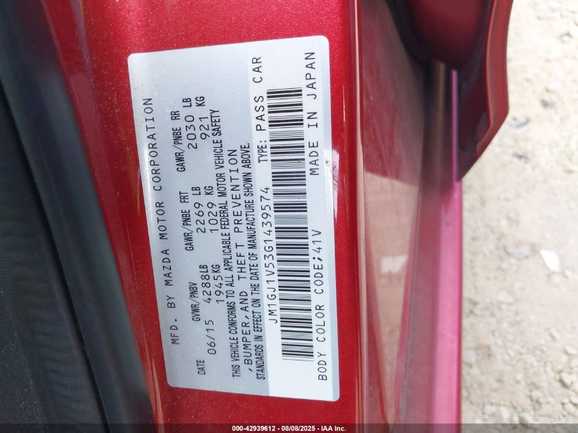 MFD. BY MAZDA MOTOR CORPORATION
GVWR/PNBV GAWR/PNBE FRT GAWR/PNBE RR
DATE 06/15 4288LB 2269 LB 2030 LB
1945KG 1029 KG 921 KG
THIS VEHICLE CONFORMS TO ALL APPLICABLE FEDERAL MOTOR VEHICLE SAFETY
,BUMPER,AND THEFT PREVENTION
STANDARDS IN EFFECT ON THE DATE OF MANUFACTURE SHOWN ABOVE.
JM1GJ1V53G1439574 TYPE: PASS CAR
BODY COLOR CODE;41V MADE IN JAPAN
000-42939612 - 08/08/2025 - IAA Inc.